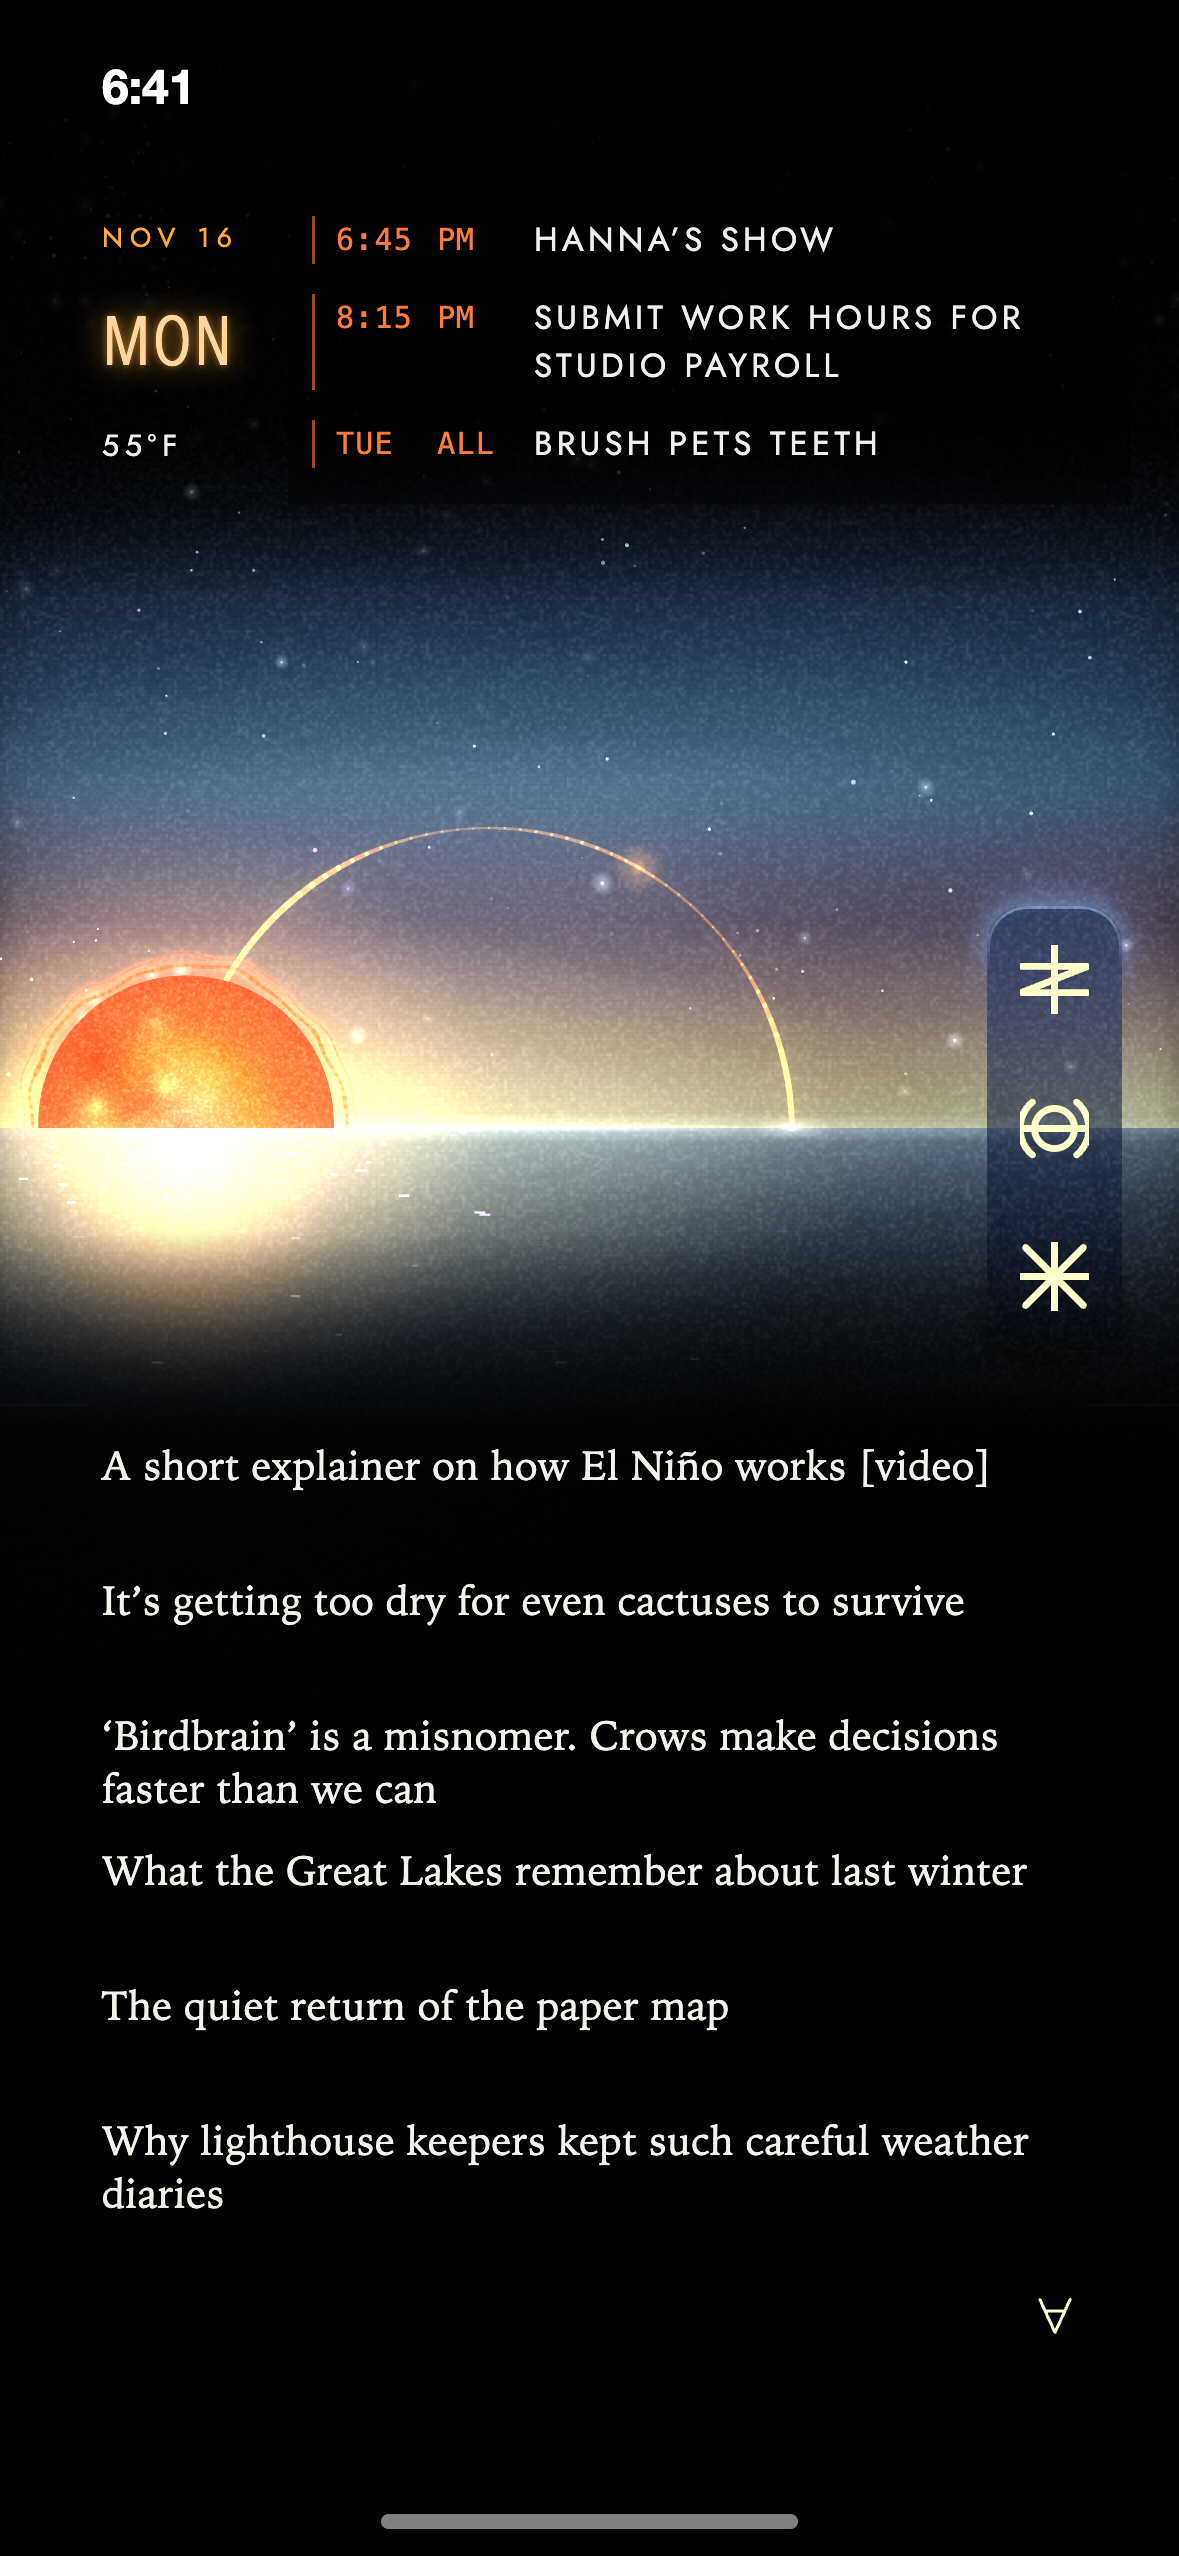 6:41
NOV 16
MON
55°F
6:45 PM HANNA’S SHOW
8:15 PM SUBMIT WORK HOURS FOR
STUDIO PAYROLL
TUE ALL BRUSH PETS TEETH
A short explainer on how El Niño works [video]
It’s getting too dry for even cactuses to survive
‘Birdbrain’ is a misnomer. Crows make decisions
faster than we can
What the Great Lakes remember about last winter
The quiet return of the paper map
Why lighthouse keepers kept such careful weather
diaries